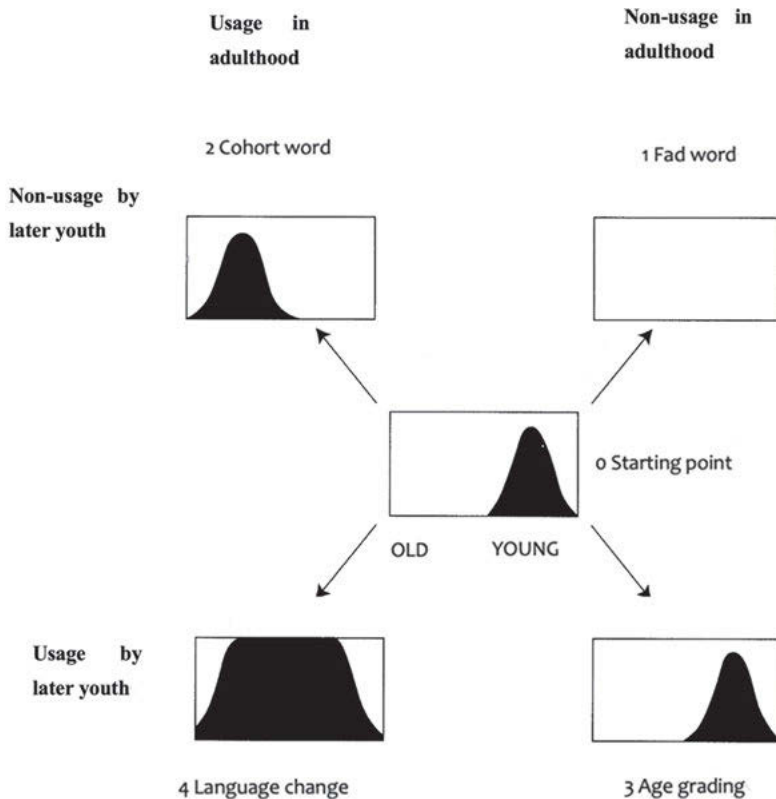 Usage in
adulthood
Non-usage in
adulthood
2 Cohort word
1 Fad word
Non-usage by
later youth
0 Starting point
OLD
YOUNG
Usage by
later youth
4 Language change
3 Age grading